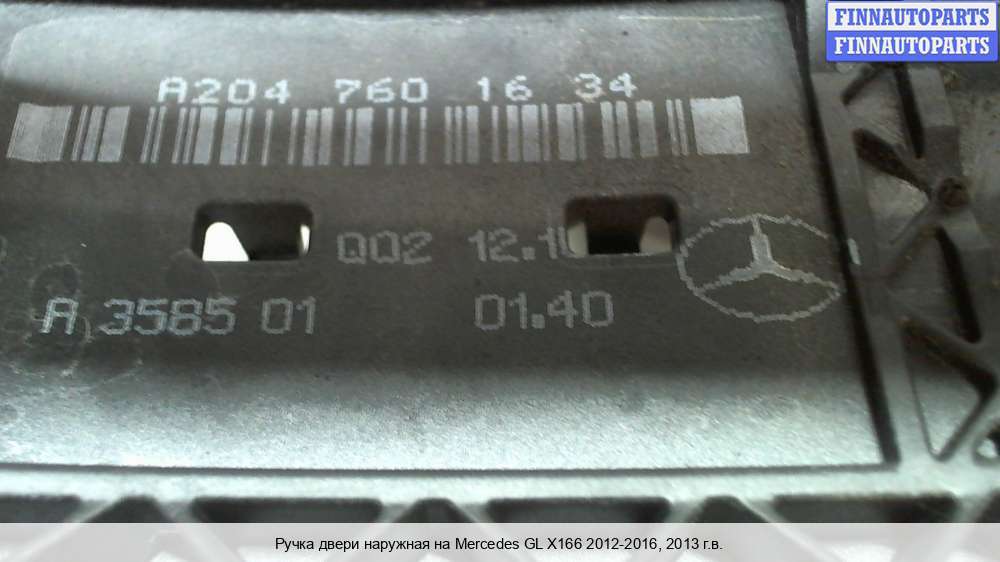 FINNAUTOPARTS
FINNAUTOPARTS
A204 760 16 34
Q02
A 3585 01 01.40
Ручка двери наружная на Mercedes GL X166 2012-2016, 2013 г.в.